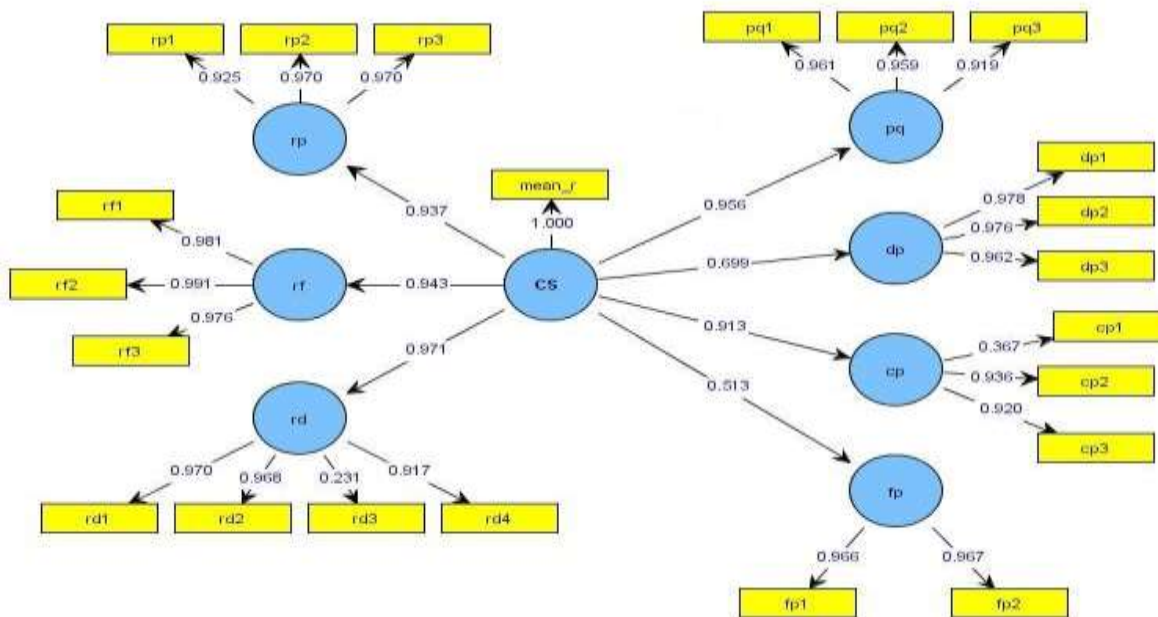 rp1
rp2
rp3
0.925
0.970
0.970
rp
pq1
pq2
pq3
0.961
0.959
0.919
pq
mean_r
1.000
0.937
0.956
rf1
rf2
rf3
0.981
0.991
0.976
rf
0.943
CS
0.699
dp
dp1
dp2
dp3
0.978
0.976
0.962
0.971
0.913
0.513
cp
cp1
cp2
cp3
0.367
0.936
0.920
rd
0.970
0.968
0.231
0.917
rd1
rd2
rd3
rd4
fp
0.966
0.967
fp1
fp2